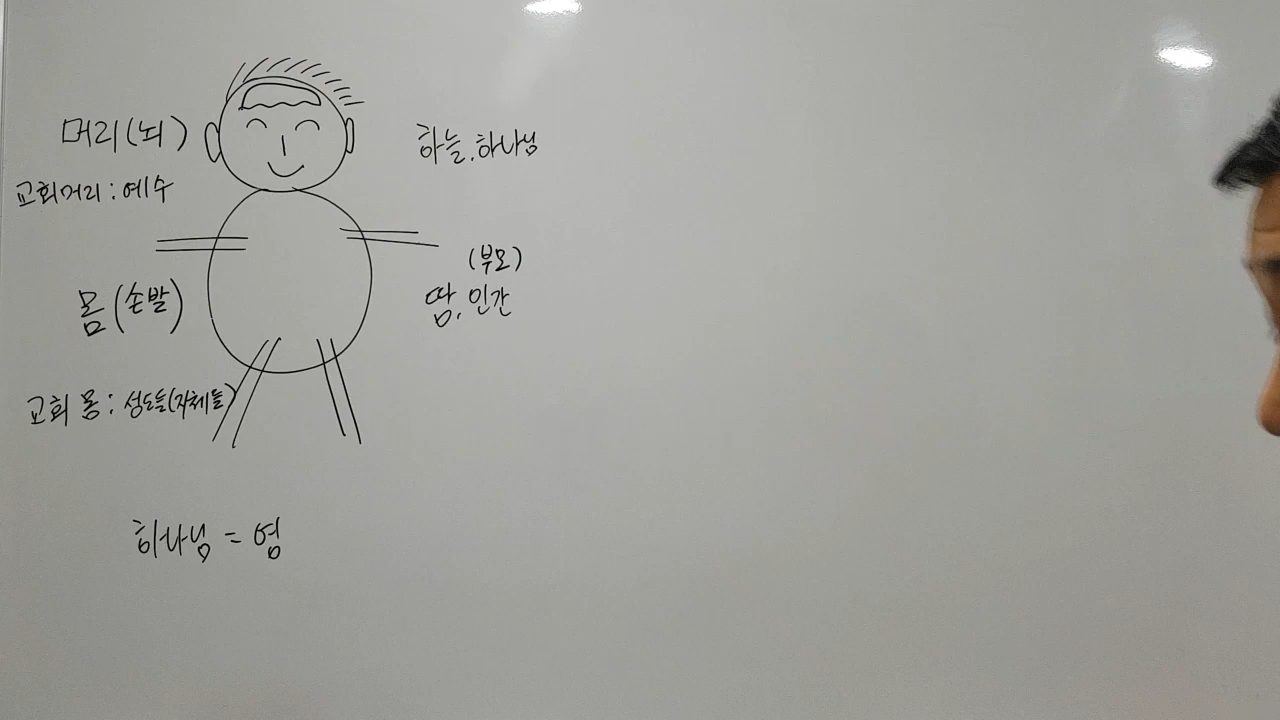 머리(뇌)
하늘, 하나님
교회머리 : 예수
(부모)
몸(손발)
땅, 인간
교회 몸 : 성도들(지체들)
하나님 = 영